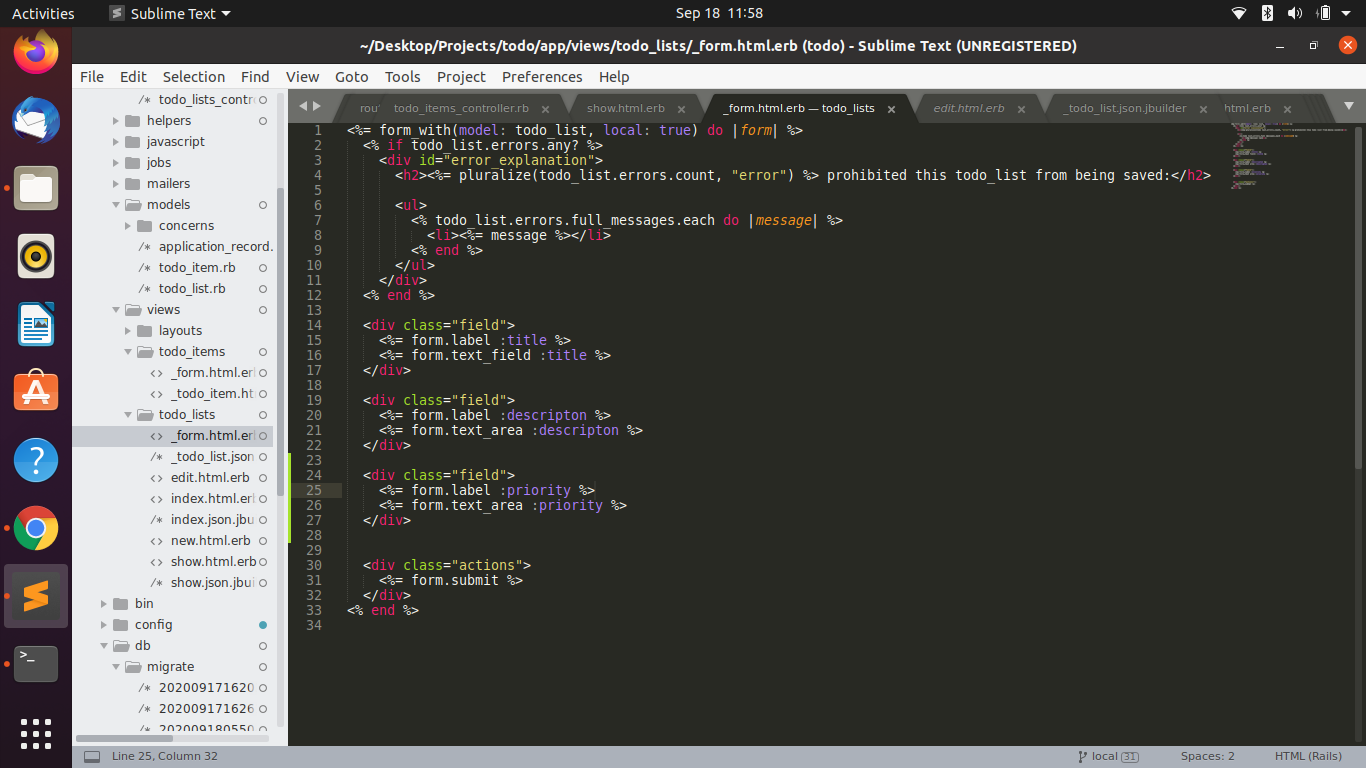 Activities
Sublime Text
Sep 18 11:58
~/Desktop/Projects/todo/app/views/todo_lists/_form.html.erb (todo) - Sublime Text (UNREGISTERED)
File Edit Selection Find View Goto Tools Project Preferences Help
/* todo_lists_contr
helpers
javascript
jobs
mailers
models
concerns
/* application_record.
/* todo_item.rb
/* todo_list.rb
views
layouts
todo_items
<> _form.html.erb
<> _todo_item.ht
todo_lists
<> _form.html.erb
/* _todo_list.json
<> edit.html.erb
<> index.html.erb
/* index.json.jbui
<> new.html.erb
<> show.html.erb
/* show.json.jbui
bin
config
db
migrate
/* 202009171620
/* 202009171626
/* 202009180550
rou todo_items_controller.rb × show.html.erb × _form.html.erb — todo_lists × edit.html.erb × _todo_list.json.jbuilder × html.erb ×
1 <%= form_with(model: todo_list, local: true) do |form| %>
2 <% if todo_list.errors.any? %>
3 <div id="error_explanation">
4 <h2><%= pluralize(todo_list.errors.count, "error") %> prohibited this todo_list from being saved:</h2>
5
6 <ul>
7 <% todo_list.errors.full_messages.each do |message| %>
8 <li><%= message %></li>
9 <% end %>
10 </ul>
11 </div>
12 <% end %>
13
14 <div class="field">
15 <%= form.label :title %>
16 <%= form.text_field :title %>
17 </div>
18
19 <div class="field">
20 <%= form.label :descripton %>
21 <%= form.text_area :descripton %>
22 </div>
23
24 <div class="field">
25 <%= form.label :priority %>
26 <%= form.text_area :priority %>
27 </div>
28
29
30 <div class="actions">
31 <%= form.submit %>
32 </div>
33 <% end %>
34
Line 25, Column 32
local 31
Spaces: 2
HTML (Rails)